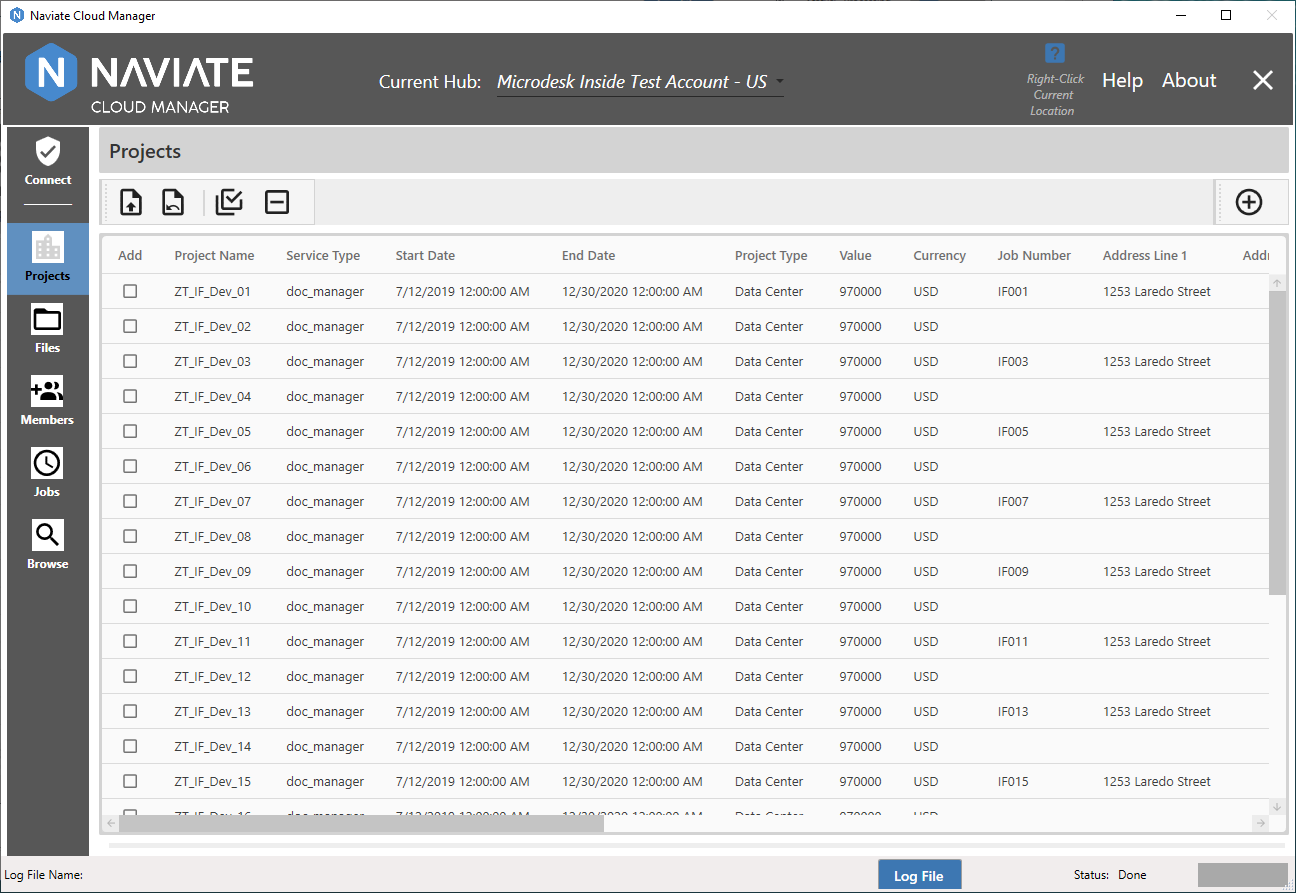 Naviate Cloud Manager
NAVIATE
CLOUD MANAGER
Current Hub: Microdesk Inside Test Account - US
?
Right-Click
Current
Location
Help About
Connect
Projects
Files
Members
Jobs
Browse
Projects
Add Project Name Service Type Start Date End Date Project Type Value Currency Job Number Address Line 1 Addr
ZT_IF_Dev_01 doc_manager 7/12/2019 12:00:00 AM 12/30/2020 12:00:00 AM Data Center 970000 USD IF001 1253 Laredo Street
ZT_IF_Dev_02 doc_manager 7/12/2019 12:00:00 AM 12/30/2020 12:00:00 AM Data Center 970000 USD
ZT_IF_Dev_03 doc_manager 7/12/2019 12:00:00 AM 12/30/2020 12:00:00 AM Data Center 970000 USD IF003 1253 Laredo Street
ZT_IF_Dev_04 doc_manager 7/12/2019 12:00:00 AM 12/30/2020 12:00:00 AM Data Center 970000 USD
ZT_IF_Dev_05 doc_manager 7/12/2019 12:00:00 AM 12/30/2020 12:00:00 AM Data Center 970000 USD IF005 1253 Laredo Street
ZT_IF_Dev_06 doc_manager 7/12/2019 12:00:00 AM 12/30/2020 12:00:00 AM Data Center 970000 USD
ZT_IF_Dev_07 doc_manager 7/12/2019 12:00:00 AM 12/30/2020 12:00:00 AM Data Center 970000 USD IF007 1253 Laredo Street
ZT_IF_Dev_08 doc_manager 7/12/2019 12:00:00 AM 12/30/2020 12:00:00 AM Data Center 970000 USD
ZT_IF_Dev_09 doc_manager 7/12/2019 12:00:00 AM 12/30/2020 12:00:00 AM Data Center 970000 USD IF009 1253 Laredo Street
ZT_IF_Dev_10 doc_manager 7/12/2019 12:00:00 AM 12/30/2020 12:00:00 AM Data Center 970000 USD
ZT_IF_Dev_11 doc_manager 7/12/2019 12:00:00 AM 12/30/2020 12:00:00 AM Data Center 970000 USD IF011 1253 Laredo Street
ZT_IF_Dev_12 doc_manager 7/12/2019 12:00:00 AM 12/30/2020 12:00:00 AM Data Center 970000 USD
ZT_IF_Dev_13 doc_manager 7/12/2019 12:00:00 AM 12/30/2020 12:00:00 AM Data Center 970000 USD IF013 1253 Laredo Street
ZT_IF_Dev_14 doc_manager 7/12/2019 12:00:00 AM 12/30/2020 12:00:00 AM Data Center 970000 USD
ZT_IF_Dev_15 doc_manager 7/12/2019 12:00:00 AM 12/30/2020 12:00:00 AM Data Center 970000 USD IF015 1253 Laredo Street
Log File Name: Log File Status: Done